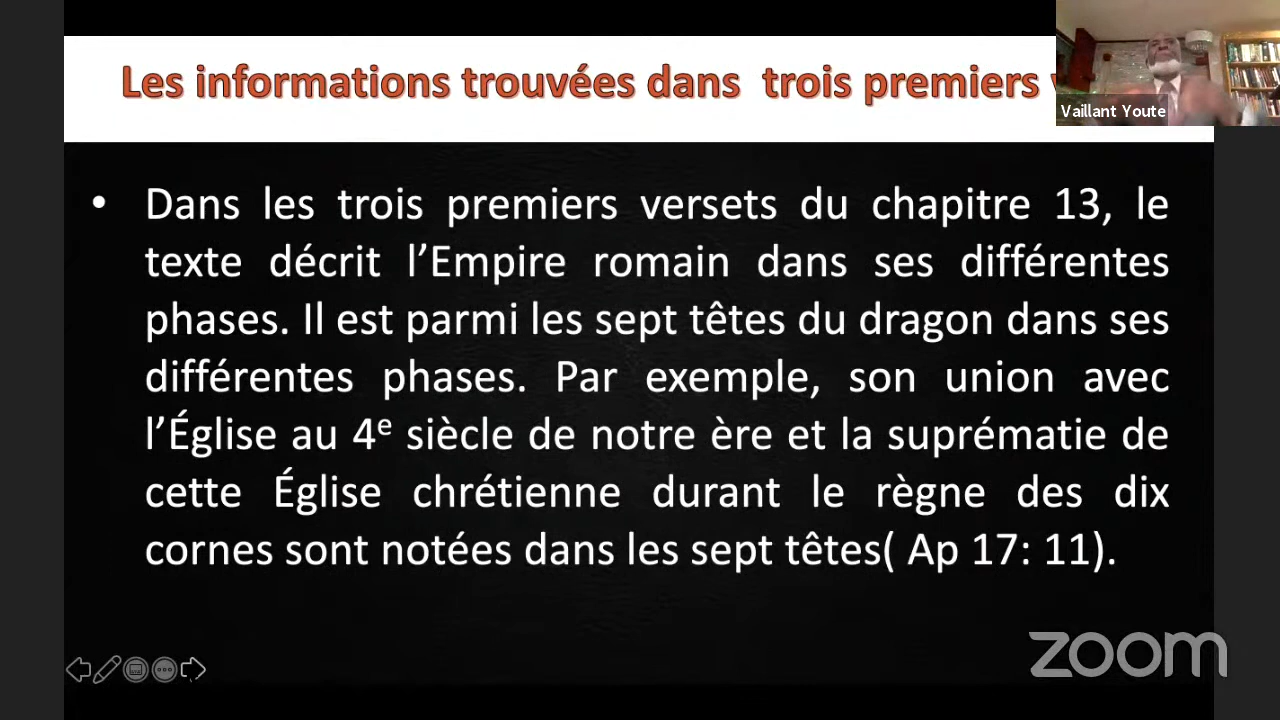 Les informations trouvées dans trois premiers
Vaillant Youte
• Dans les trois premiers versets du chapitre 13, le
texte décrit l’Empire romain dans ses différentes
phases. Il est parmi les sept têtes du dragon dans ses
différentes phases. Par exemple, son union avec
l’Église au 4e siècle de notre ère et la suprématie de
cette Église chrétienne durant le règne des dix
cornes sont notées dans les sept têtes( Ap 17: 11).
zoom